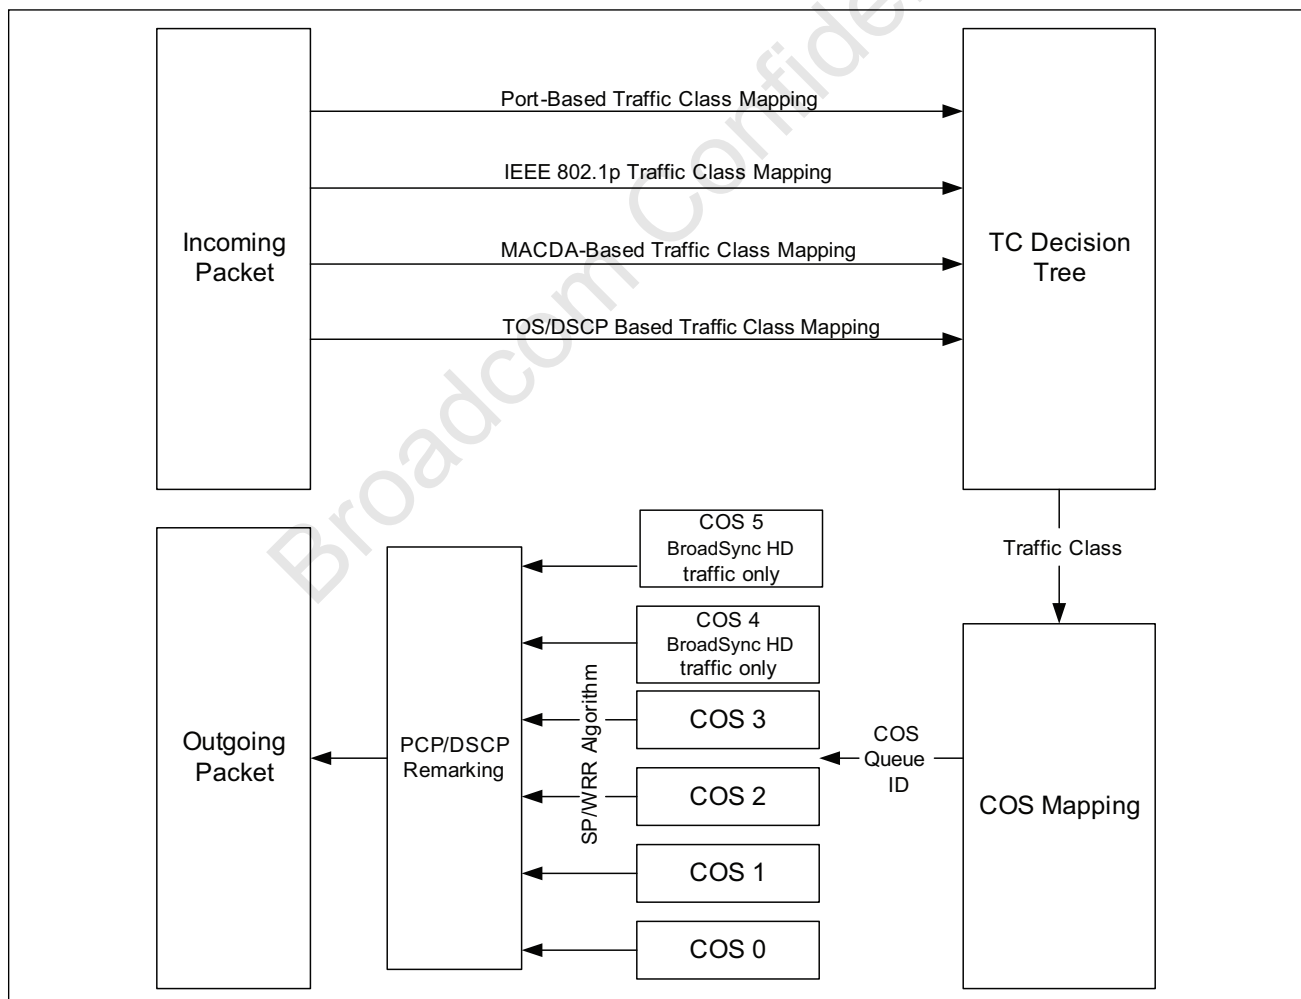 Port-Based Traffic Class Mapping
IEEE 802.1p Traffic Class Mapping
MACDA-Based Traffic Class Mapping
TOS/DSCP Based Traffic Class Mapping
Incoming
Packet
TC Decision
Tree
Traffic Class
COS 5
BroadSync HD
traffic only
COS 4
BroadSync HD
traffic only
COS 3
COS 2
COS 1
COS 0
SP/WRR Algorithm
COS
Queue
ID
COS Mapping
PCP/DSCP
Remarking
Outgoing
Packet
Broadcom